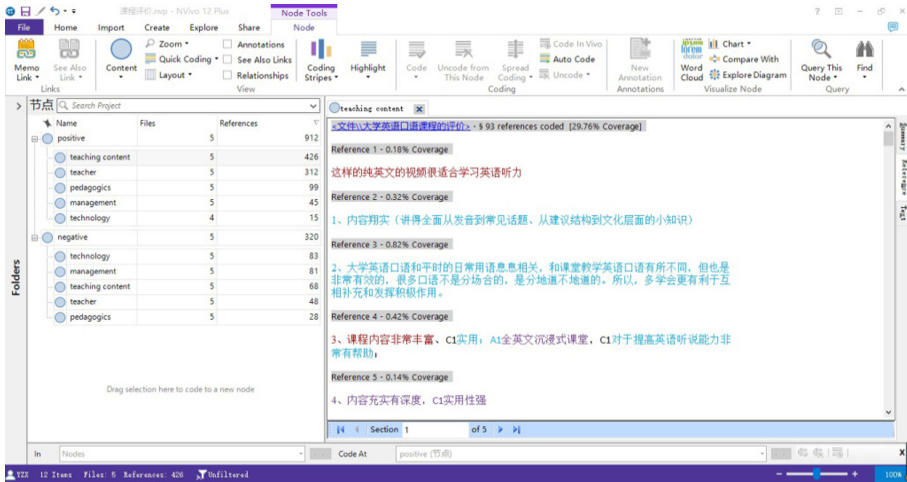 课程评价.nvp - NVivo 12 Plus
Node Tools
?
File Home Import Create Explore Share Node
Memo Link
See Also Link
Links
Content
Zoom
Quick Coding
Layout
Annotations
See Also Links
Relationships
Coding Stripes
Highlight
View
Code
Uncode from This Node
Spread Coding
Code In Vivo
Auto Code
Uncode
Coding
New Annotation
Annotations
Word Cloud
Chart
Compare With
Explore Diagram
Visualize Node
Query This Node
Find
Query
Folders
节点 Search Project
Name Files References
positive 5 912
teaching content 5 426
teacher 5 312
pedagogics 5 99
management 5 45
technology 4 15
negative 5 320
technology 5 83
management 5 81
teaching content 5 68
teacher 5 48
pedagogics 5 28
Drag selection here to code to a new node
teaching content
<文件\\大学英语口语课程的评价> - § 93 references coded [29.76% Coverage]
Reference 1 - 0.18% Coverage
这样的纯英文的视频很适合学习英语听力
Reference 2 - 0.32% Coverage
1、内容翔实（讲得全面从发音到常见话题、从建议结构到文化层面的小知识）
Reference 3 - 0.82% Coverage
2、大学英语口语和平时的日常用语息息相关，和课堂教学英语口语有所不同，但也是
非常有效的，很多口语不是分场合的，是分地道不地道的。所以，多学会更有利于互
相补充和发挥积极作用。
Reference 4 - 0.42% Coverage
3、课程内容非常丰富、C1实用；A1全英文沉浸式课堂，C1对于提高英语听说能力非
常有帮助；
Reference 5 - 0.14% Coverage
4、内容充实有深度，C1实用性强
Section 1 of 5
Summary
Reference
Text
In Nodes Code At positive (节点)
X
YZX 12 Items Files: 5 References: 426 Unfiltered 100%